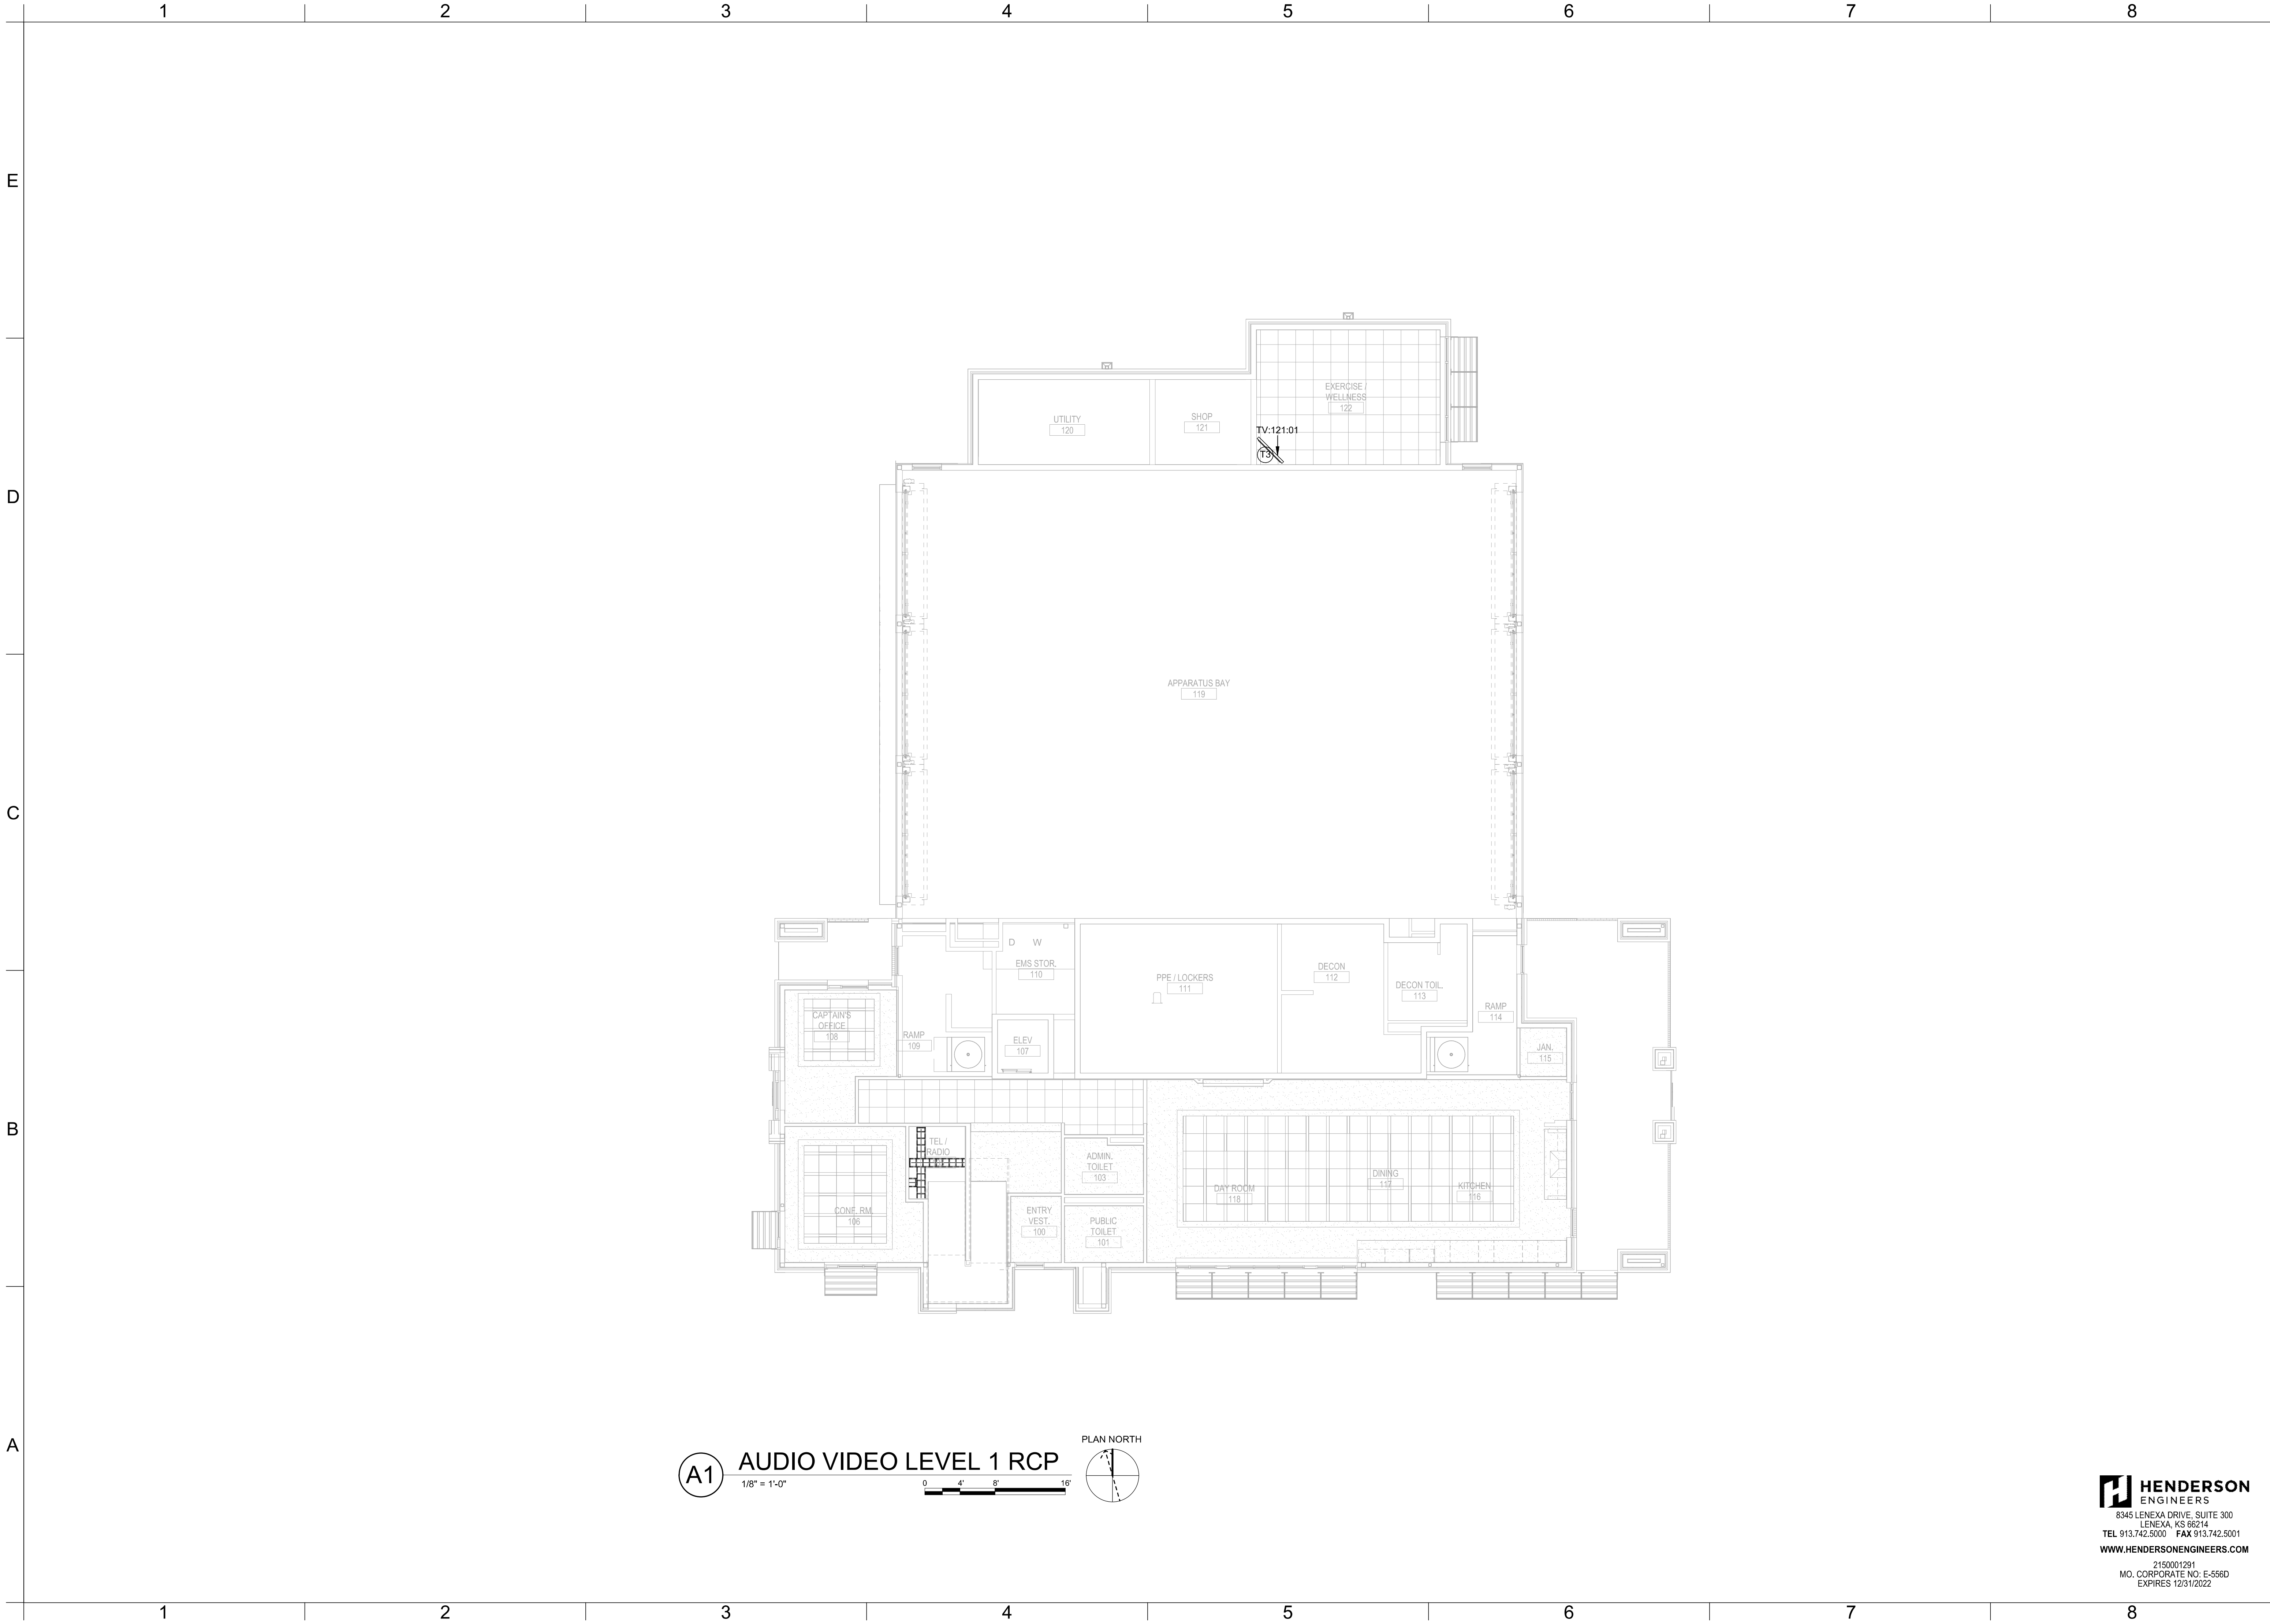 1 2 3 4 5 6 7 8
E
EXERCISE /
WELLNESS
122
UTILITY
120
SHOP
121
TV:121:01
T3
D
APPARATUS BAY
119
C
D W
EMS STOR.
110
PPE / LOCKERS
111
DECON
112
DECON TOIL.
113
RAMP
114
CAPTAIN'S
OFFICE
108
RAMP
109
ELEV
107
JAN.
115
B
TEL /
RADIO
ADMIN.
TOILET
103
DAY ROOM
118
DINING
117
KITCHEN
116
CONF. RM.
106
ENTRY
VEST.
100
PUBLIC
TOILET
101
A
A1
AUDIO VIDEO LEVEL 1 RCP
1/8" = 1'-0"
0 4' 8' 16'
PLAN NORTH
HENDERSON
ENGINEERS
8345 LENEXA DRIVE, SUITE 300
LENEXA, KS 66214
TEL 913.742.5000 FAX 913.742.5001
WWW.HENDERSONENGINEERS.COM
2150001291
MO. CORPORATE NO: E-556D
EXPIRES 12/31/2022
1 2 3 4 5 6 7 8